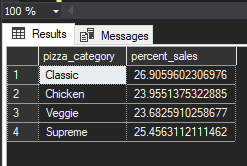 100 %
Results Messages
pizza_category percent_sales
1 Classic 26.9059602306976
2 Chicken 23.9551375322885
3 Veggie 23.6825910258677
4 Supreme 25.4563112111462